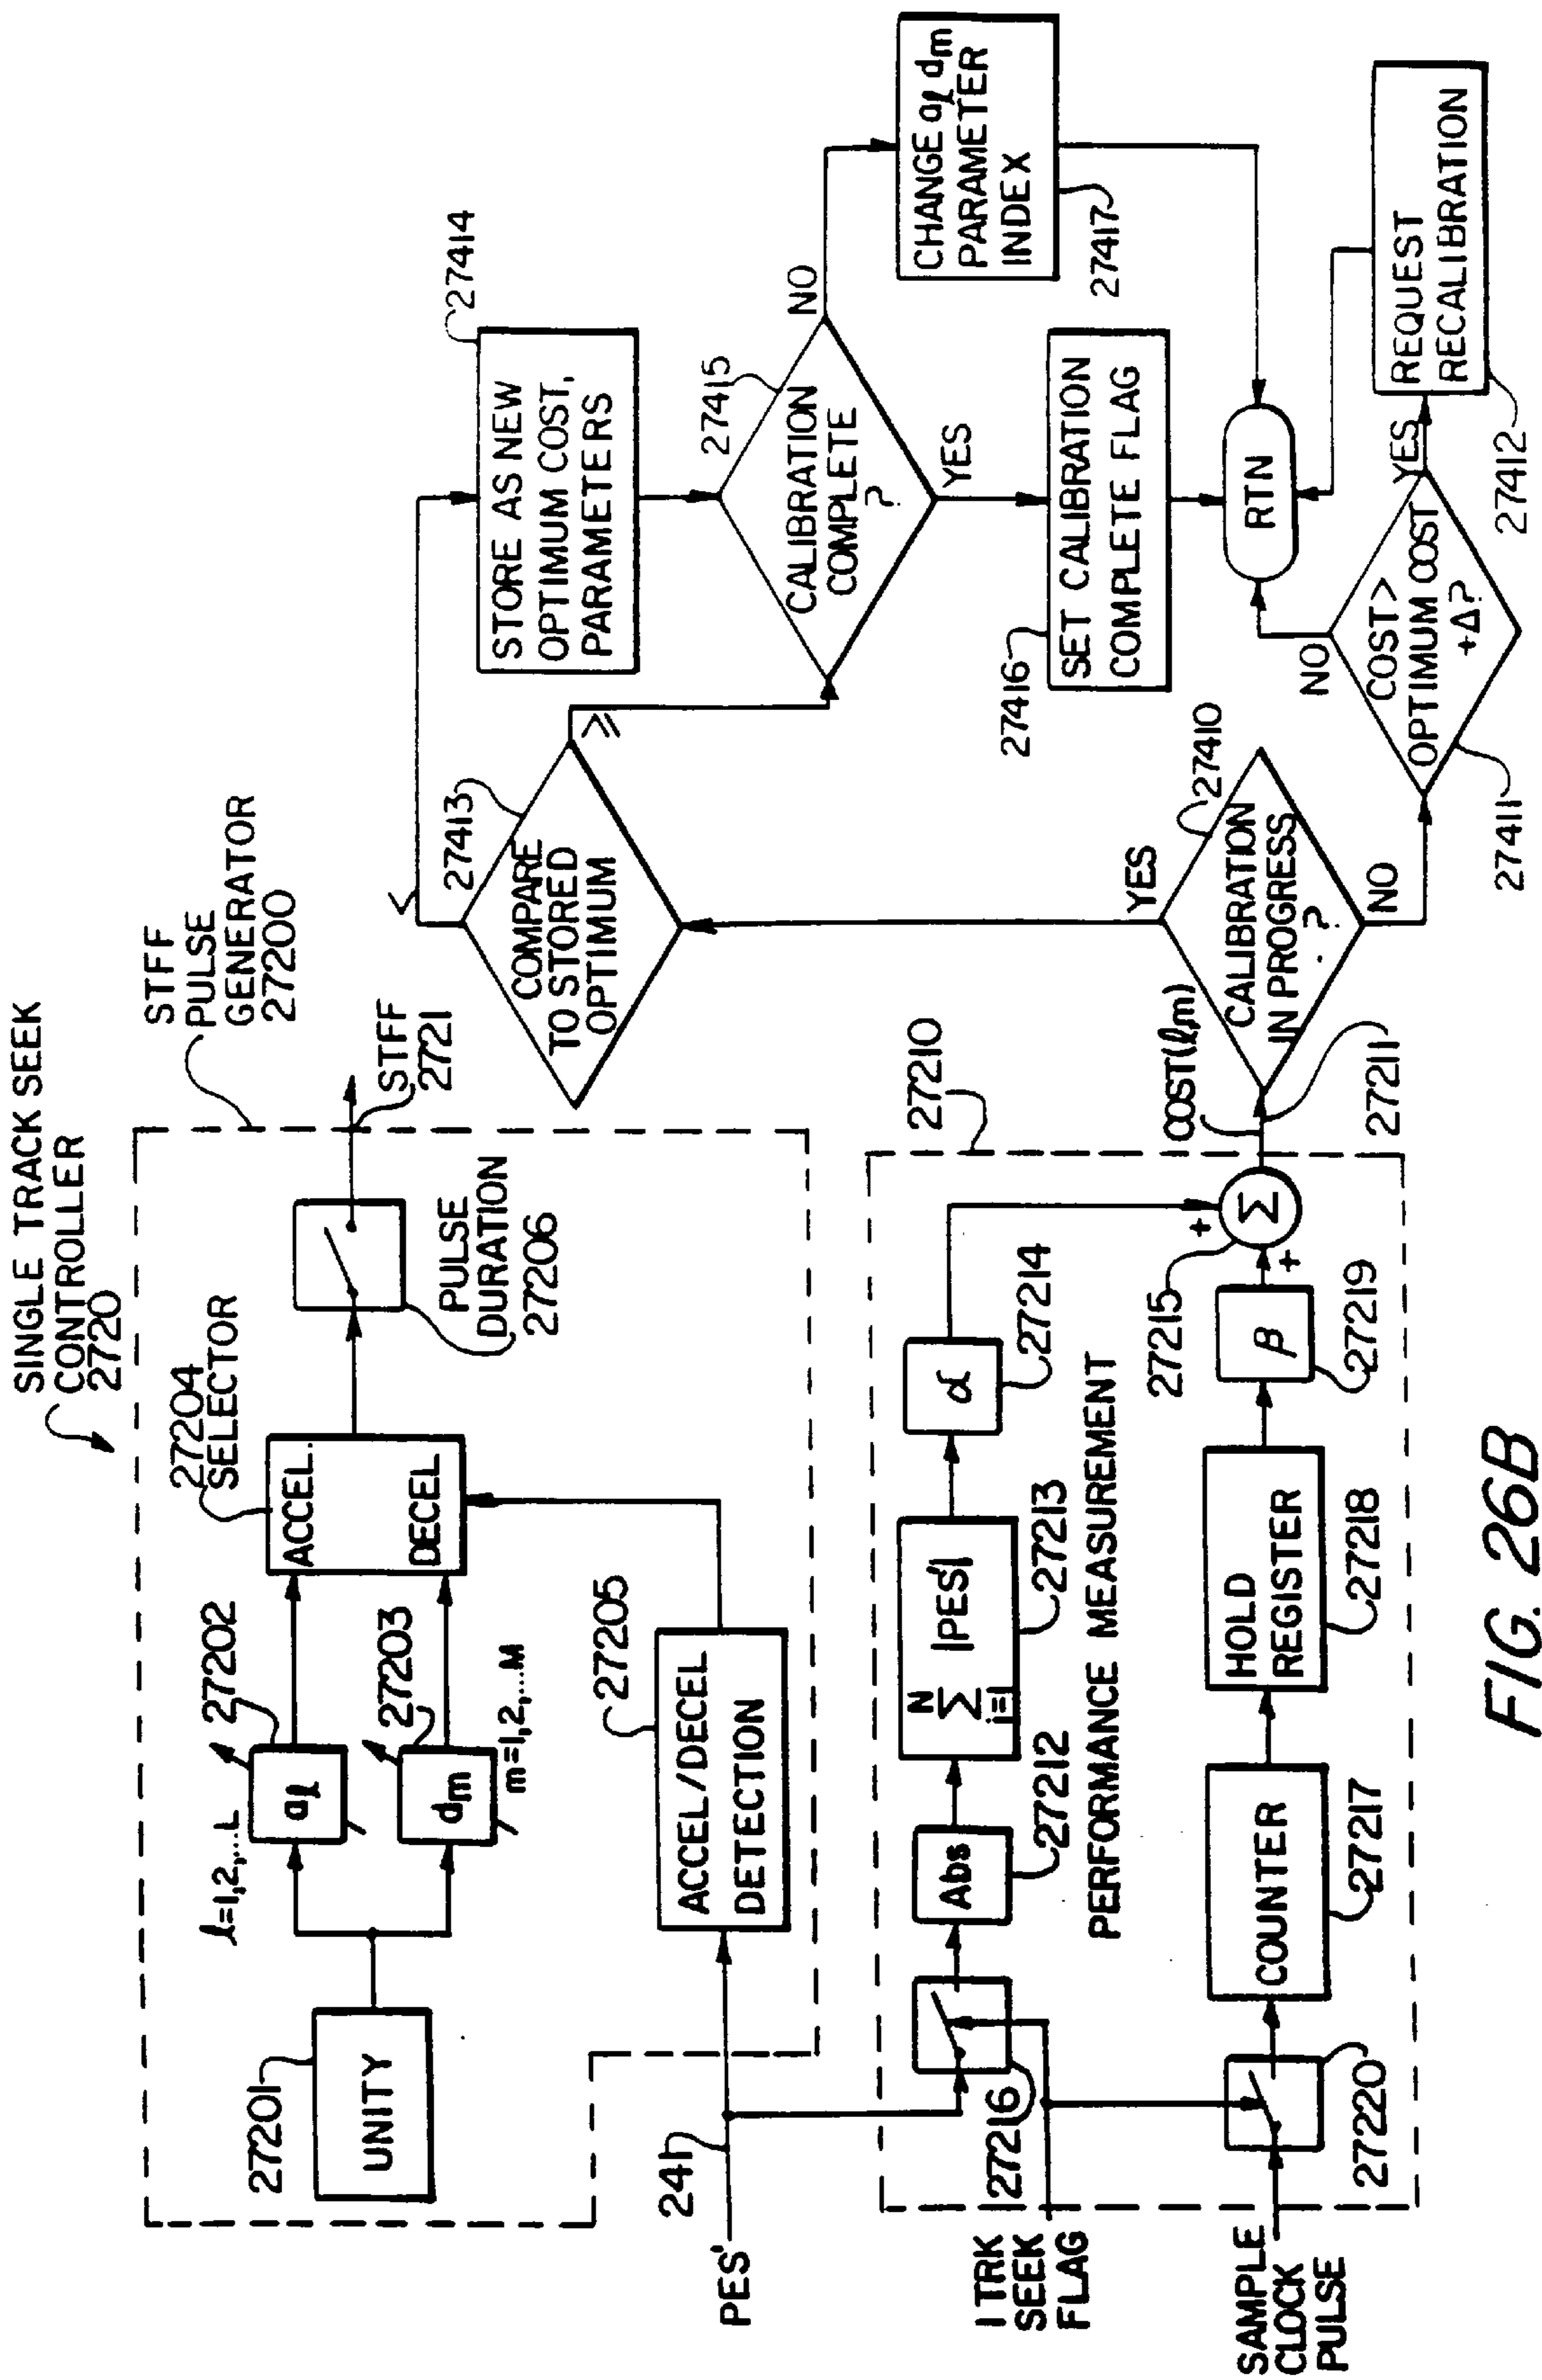 SINGLE TRACK SEEK
CONTROLLER
2720
STFF
PULSE
GENERATOR
27200
27201
UNITY
ℓ=1,2,...L
aℓ
27202
dm
27203
m=1,2,...M
27204
SELECTOR
ACCEL.
DECEL
PULSE
DURATION
27206
STFF
2721
ACCEL/DECEL
DETECTION
27205
241
PES'
1 TRK
SEEK
FLAG
SAMPLE
CLOCK
PULSE
27216
Abs
27212
N
Σ |PES'|
i=1
27213
α
27214
PERFORMANCE MEASUREMENT
27220
COUNTER
27217
HOLD
REGISTER
27218
β
27219
27215
+
Σ
+
27210
COST(ℓ,m)
27211
CALIBRATION
IN PROGRESS
?
27410
YES
NO
COMPARE
TO STORED
OPTIMUM
27413
<
≥
STORE AS NEW
OPTIMUM COST,
PARAMETERS
27414
CALIBRATION
COMPLETE
?
27415
NO
YES
CHANGE aℓ dm
PARAMETER
INDEX
27417
SET CALIBRATION
COMPLETE FLAG
27416
RTN
COST>
OPTIMUM COST
+Δ?
27411
NO
YES
REQUEST
RECALIBRATION
27412
FIG. 26B